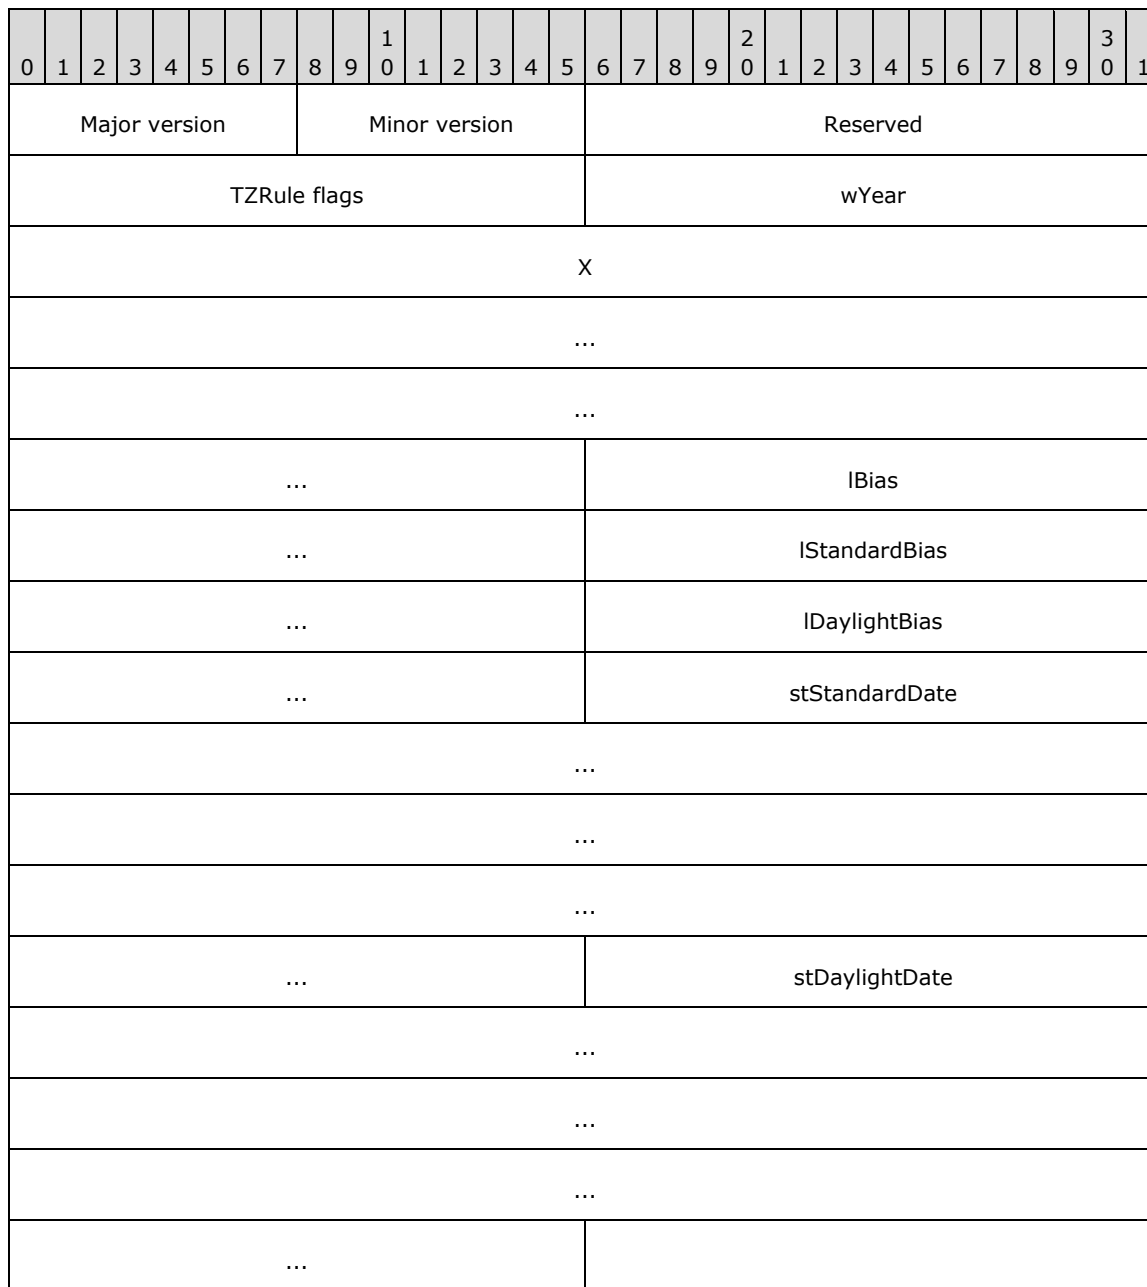 1 2 3
0 1 2 3 4 5 6 7 8 9 0 1 2 3 4 5 6 7 8 9 0 1 2 3 4 5 6 7 8 9 0 1
Major version Minor version Reserved
TZRule flags wYear
X
...
...
... lBias
... lStandardBias
... lDaylightBias
... stStandardDate
...
...
...
... stDaylightDate
...
...
...
...